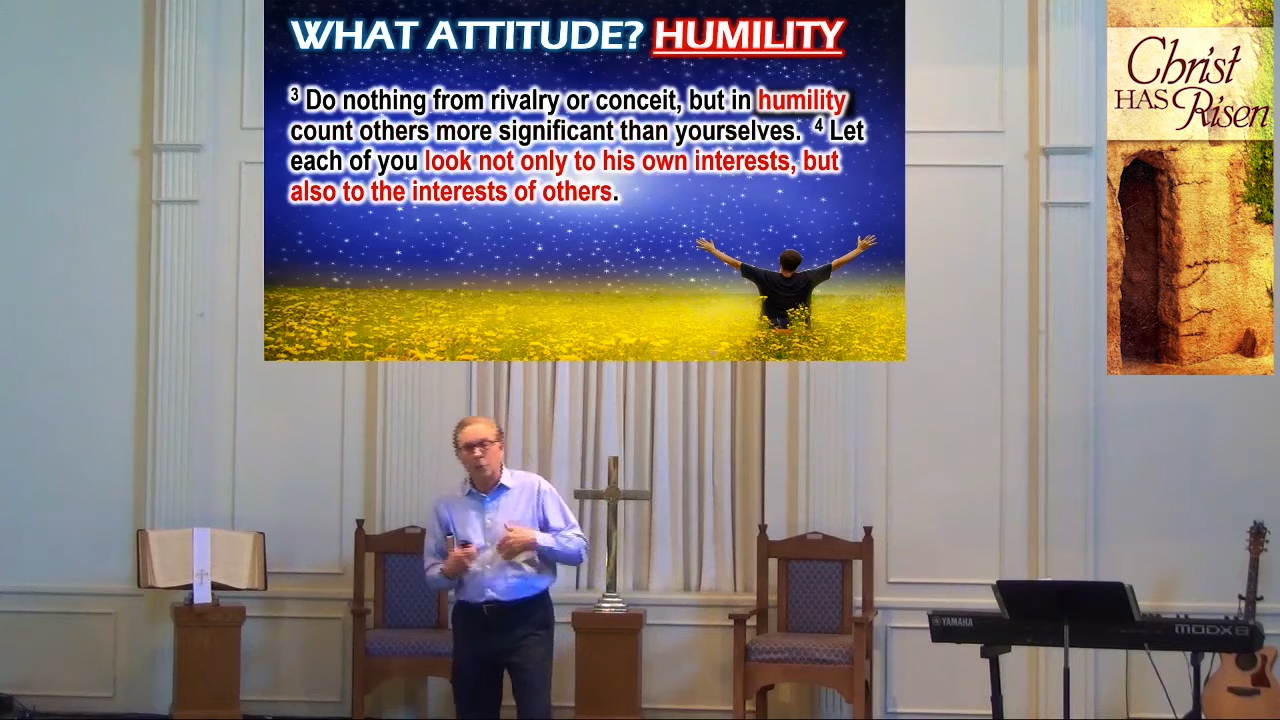 WHAT ATTITUDE? HUMILITY
³ Do nothing from rivalry or conceit, but in humility
count others more significant than yourselves. ⁴ Let
each of you look not only to his own interests, but
also to the interests of others.
Christ
HAS Risen
YAMAHA
MODX8